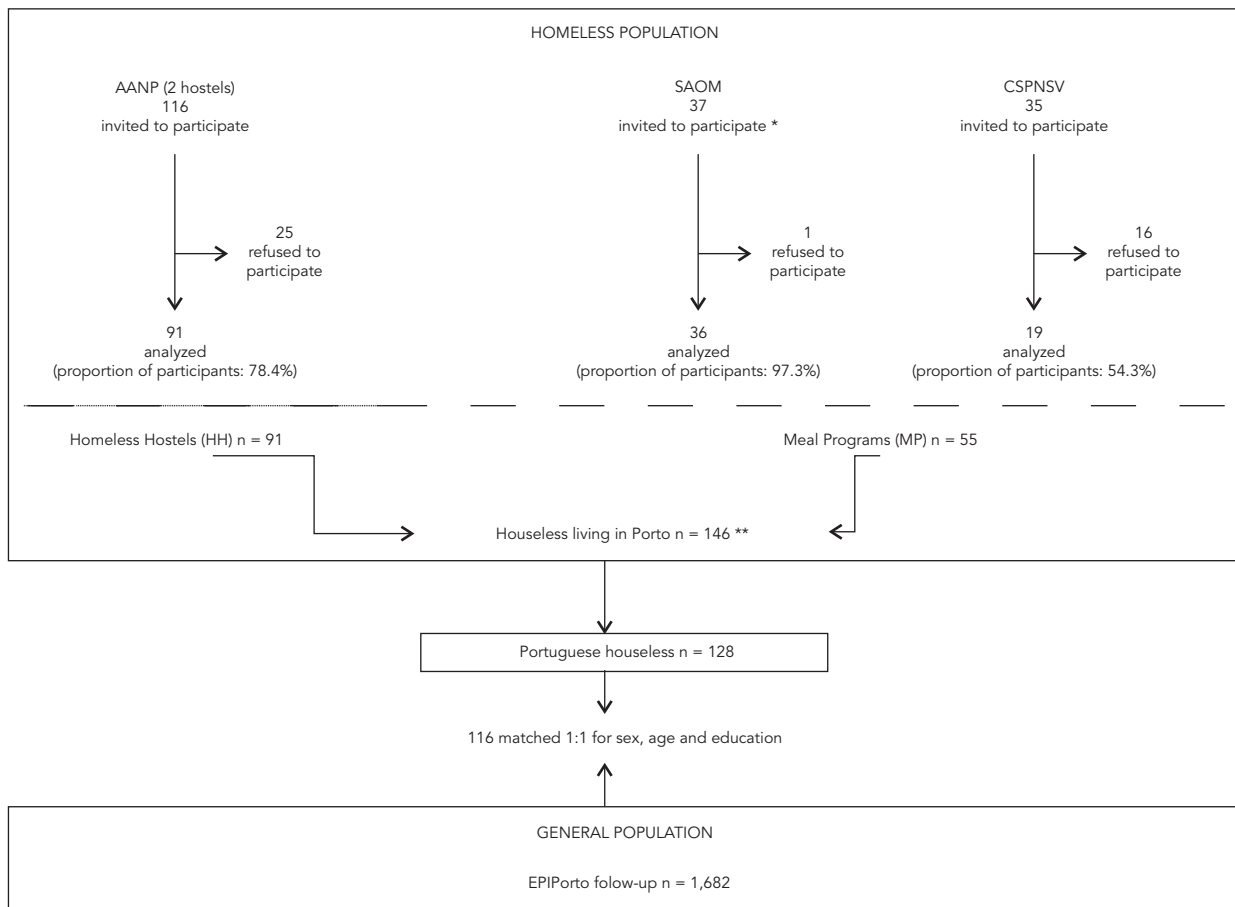 HOMELESS POPULATION
AANP (2 hostels)
116
invited to participate
25
refused to
participate
91
analyzed
(proportion of participants: 78.4%)
SAOM
37
invited to participate *
1
refused to
participate
36
analyzed
(proportion of participants: 97.3%)
CSPNSV
35
invited to participate
16
refused to
participate
19
analyzed
(proportion of participants: 54.3%)
Homeless Hostels (HH) n = 91
Meal Programs (MP) n = 55
Houseless living in Porto n = 146 **
Portuguese houseless n = 128
116 matched 1:1 for sex, age and education
GENERAL POPULATION
EPIPorto folow-up n = 1,682